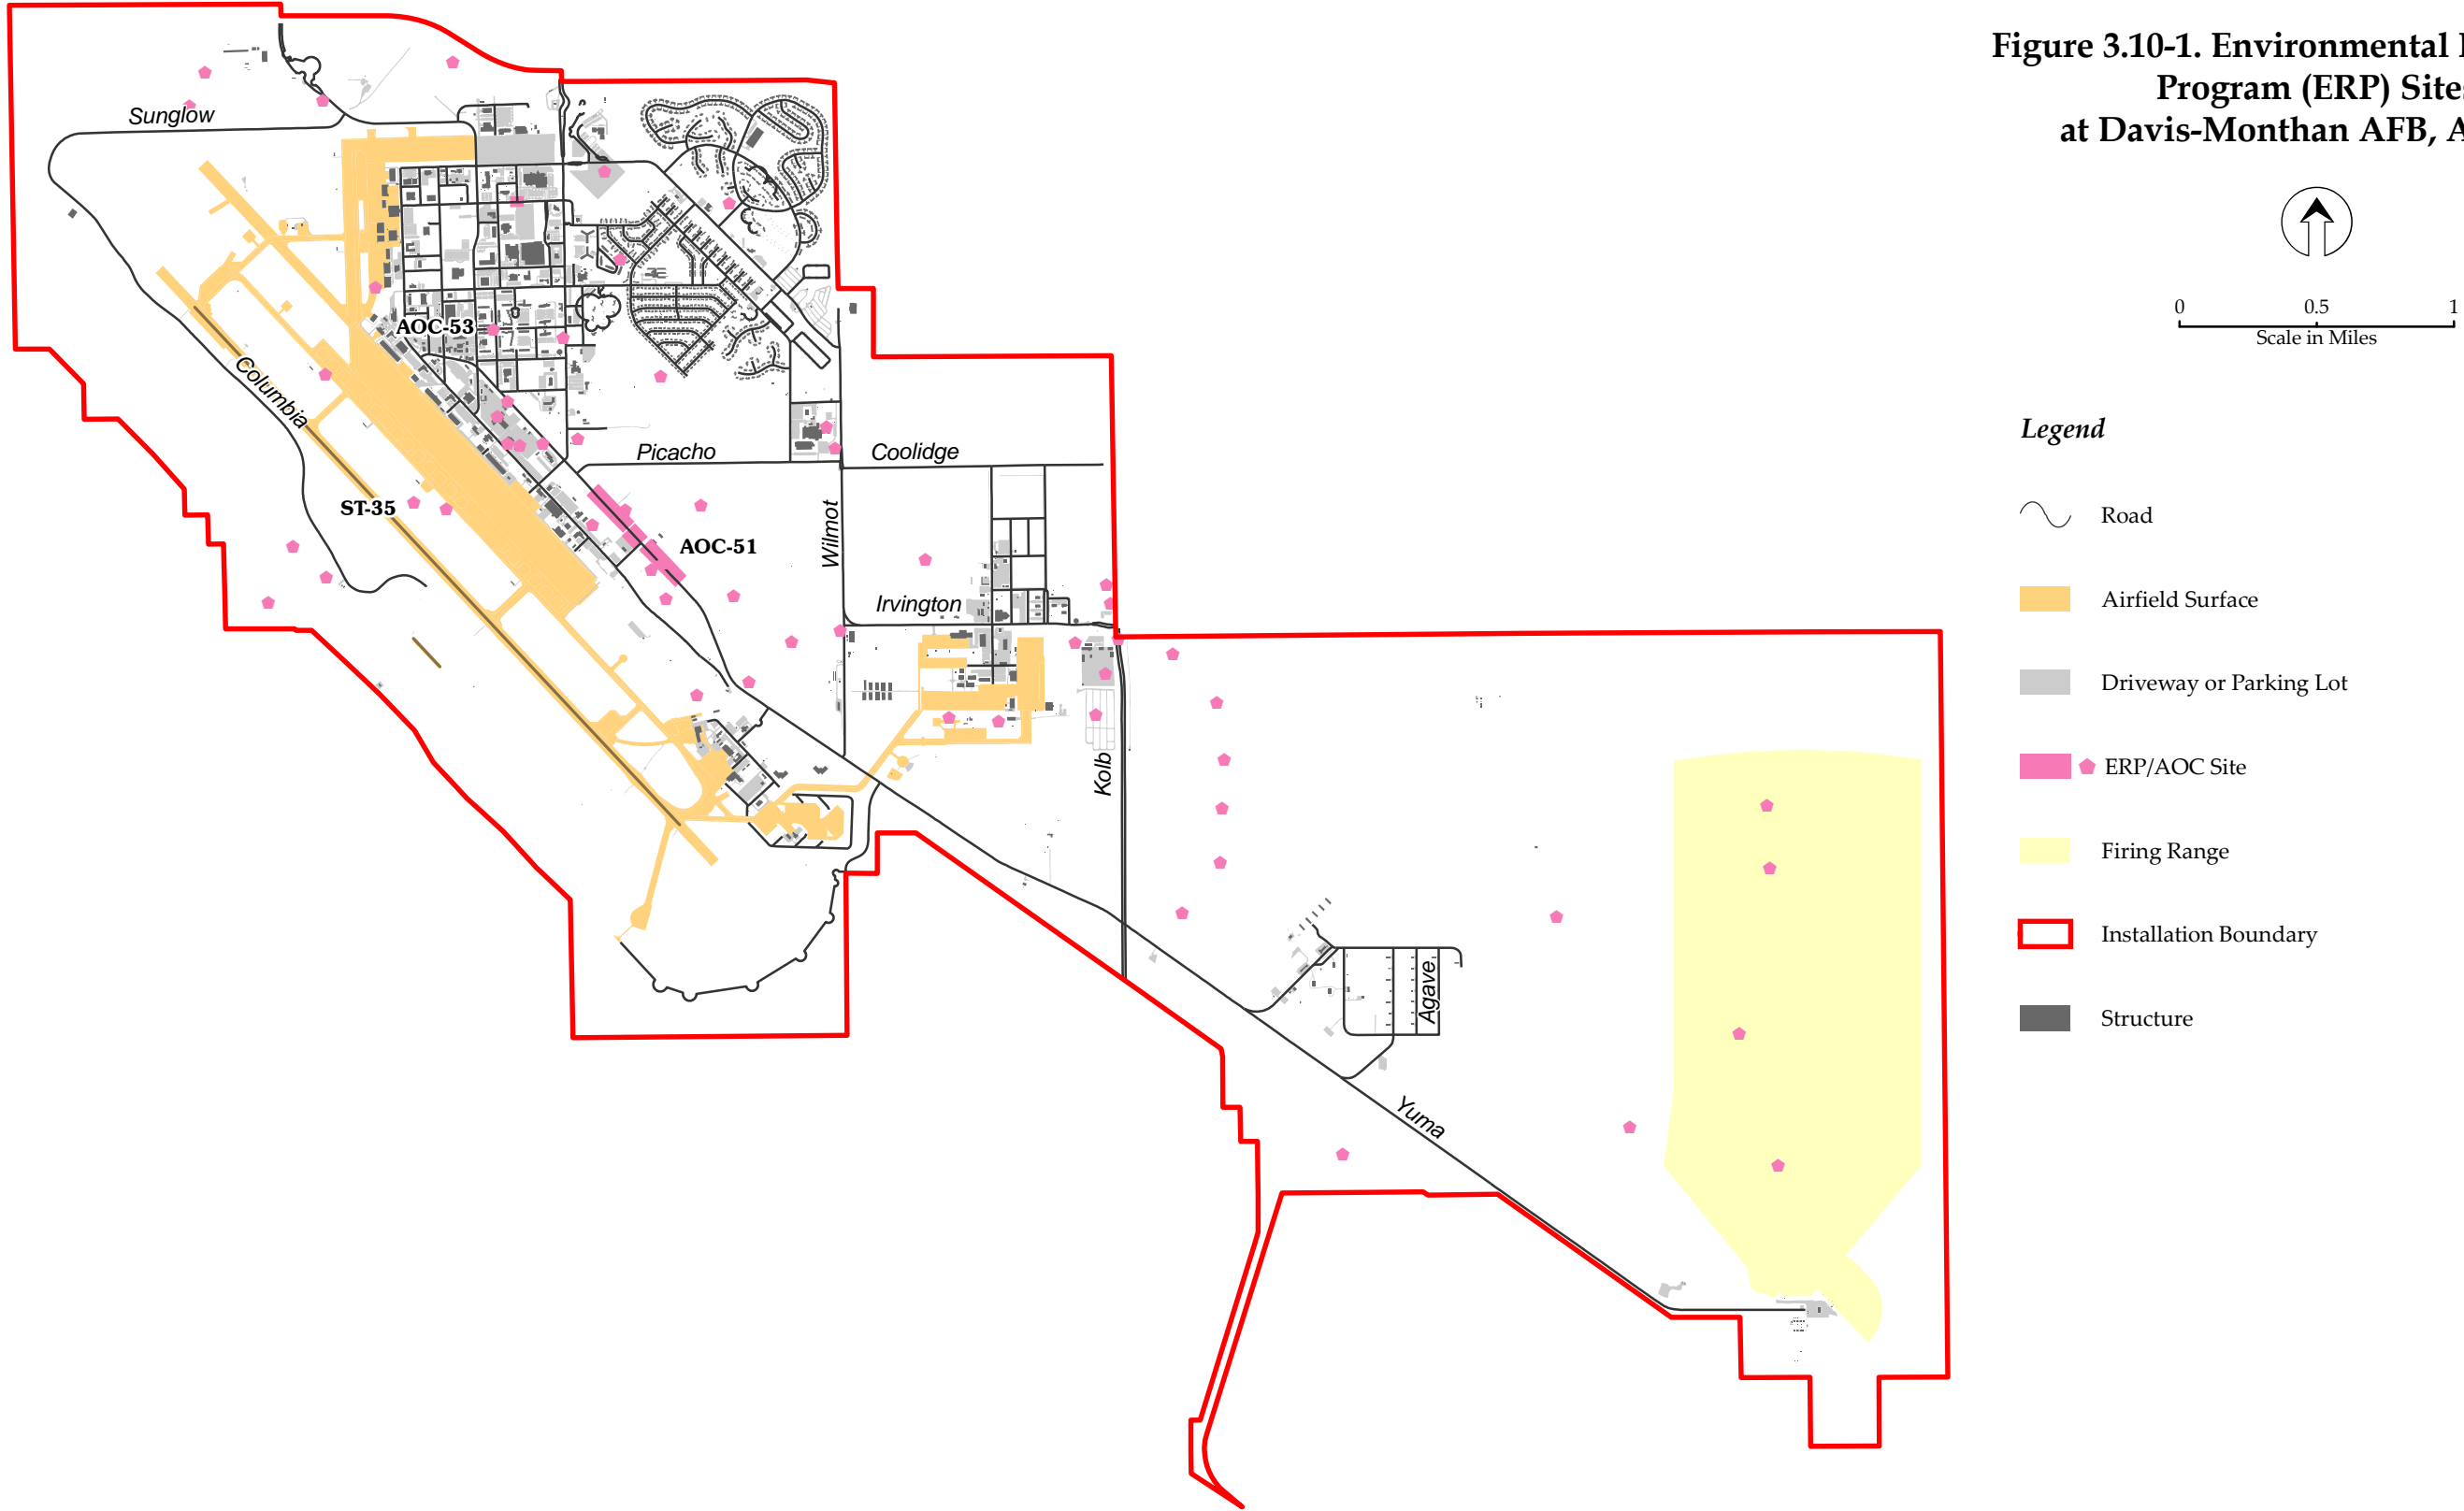 Figure 3.10-1. Environmental
Program (ERP) Sites
at Davis-Monthan AFB, A
0 0.5 1
Scale in Miles
Legend
Road
Airfield Surface
Driveway or Parking Lot
ERP/AOC Site
Firing Range
Installation Boundary
Structure
Sunglow
AOC-53
Columbia
Picacho
Coolidge
ST-35
Wilmot
AOC-51
Irvington
Kolb
Agave
Yuma